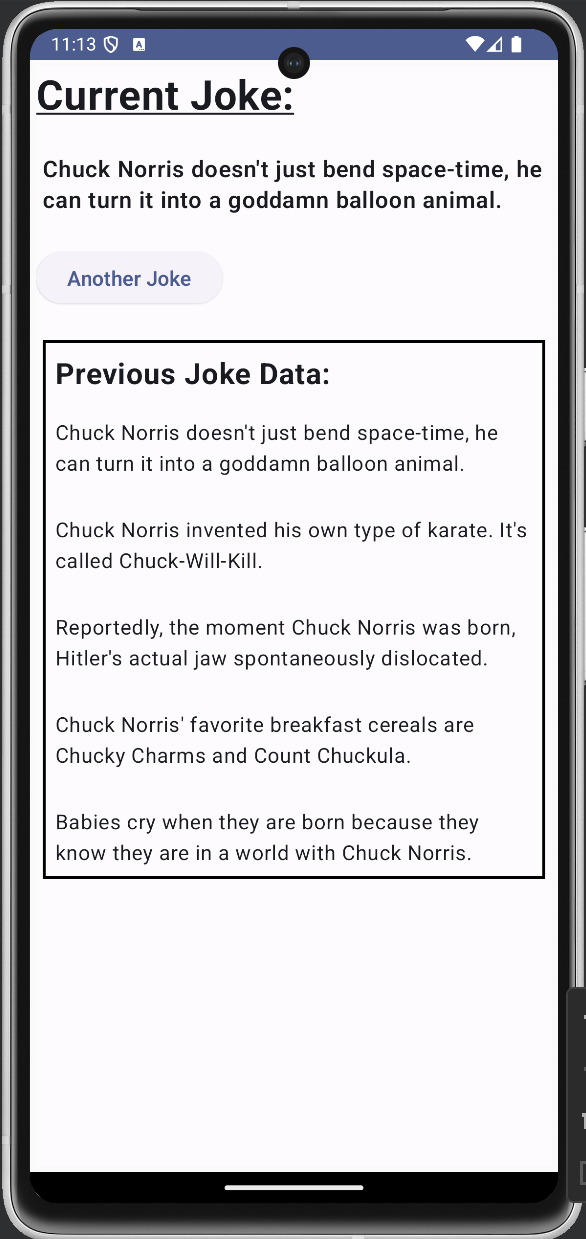 11:13
A
Current Joke:
Chuck Norris doesn't just bend space-time, he
can turn it into a goddamn balloon animal.
Another Joke
Previous Joke Data:
Chuck Norris doesn't just bend space-time, he
can turn it into a goddamn balloon animal.
Chuck Norris invented his own type of karate. It's
called Chuck-Will-Kill.
Reportedly, the moment Chuck Norris was born,
Hitler's actual jaw spontaneously dislocated.
Chuck Norris' favorite breakfast cereals are
Chucky Charms and Count Chuckula.
Babies cry when they are born because they
know they are in a world with Chuck Norris.